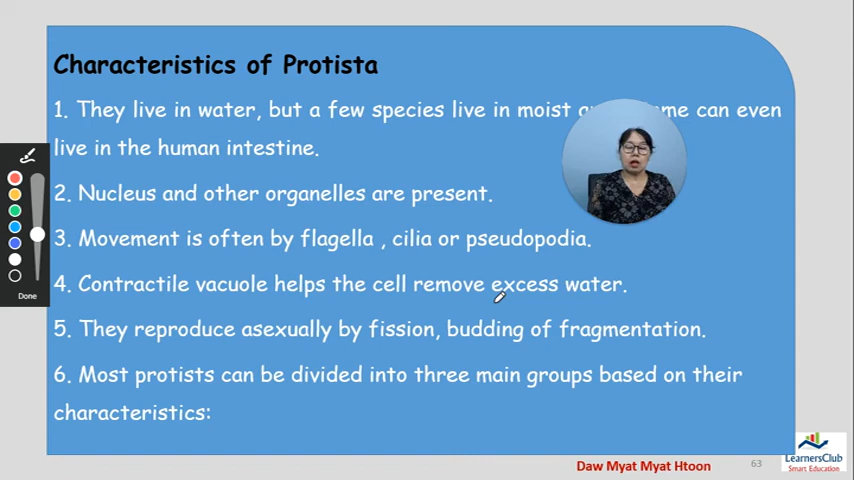 Characteristics of Protista
1. They live in water, but a few species live in moist can even
live in the human intestine.
2. Nucleus and other organelles are present.
3. Movement is often by flagella , cilia or pseudopodia.
4. Contractile vacuole helps the cell remove excess water.
5. They reproduce asexually by fission, budding of fragmentation.
6. Most protists can be divided into three main groups based on their
characteristics:
Done
Daw Myat Myat Htoon
63
LearnersClub
Smart Education